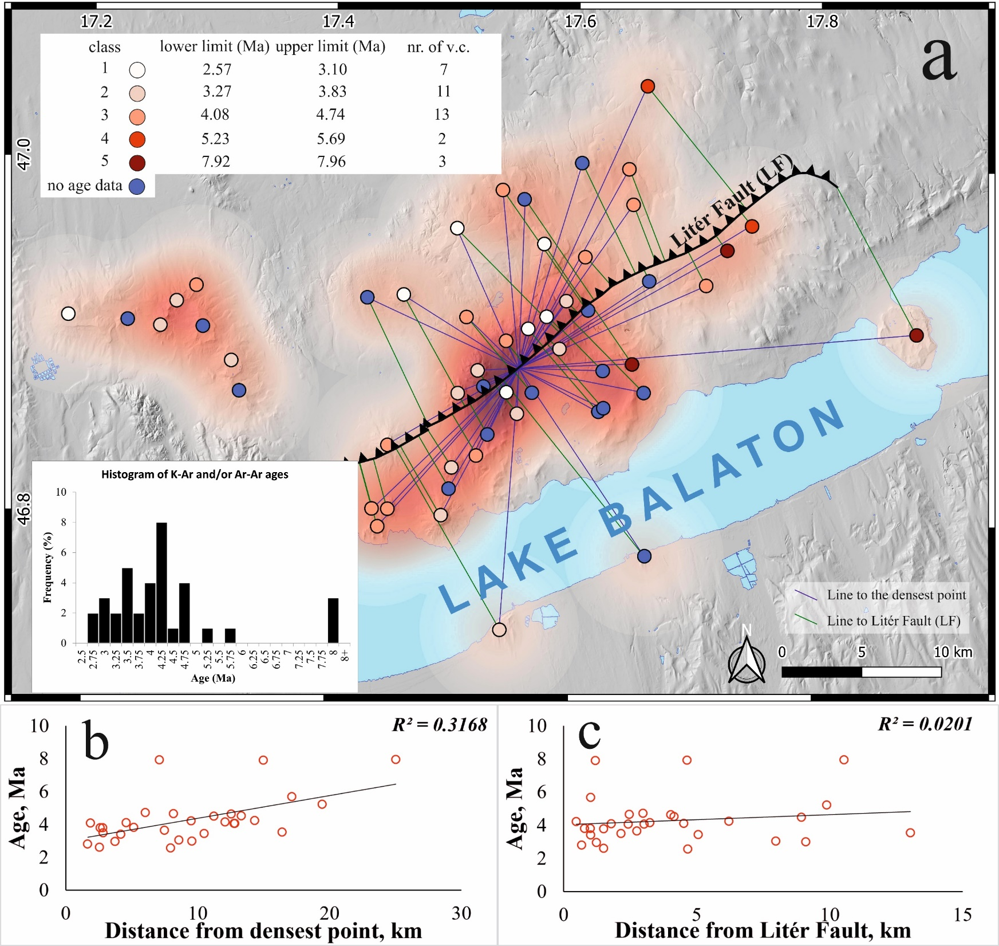 17.2 17.4 17.6 17.8
a
class lower limit (Ma) upper limit (Ma) nr. of v.c.
1 2.57 3.10 7
2 3.27 3.83 11
3 4.08 4.74 13
4 5.23 5.69 2
5 7.92 7.96 3
no age data
47.0
46.8
Litér Fault (LF)
LAKE BALATON
Histogram of K-Ar and/or Ar-Ar ages
Frequency (%)
10
8
6
4
2
0
2.5 2.75 3 3.25 3.5 3.75 4 4.25 4.5 4.75 5 5.25 5.5 5.75 6 6.25 6.5 6.75 7 7.25 7.5 7.75 8 8+
Age (Ma)
Line to the densest point
Line to Litér Fault (LF)
N
0 5 10 km
b
R² = 0.3168
Age, Ma
10
8
6
4
2
0
0 10 20 30
Distance from densest point, km
c
R² = 0.0201
Age, Ma
10
8
6
4
2
0
0 5 10 15
Distance from Litér Fault, km